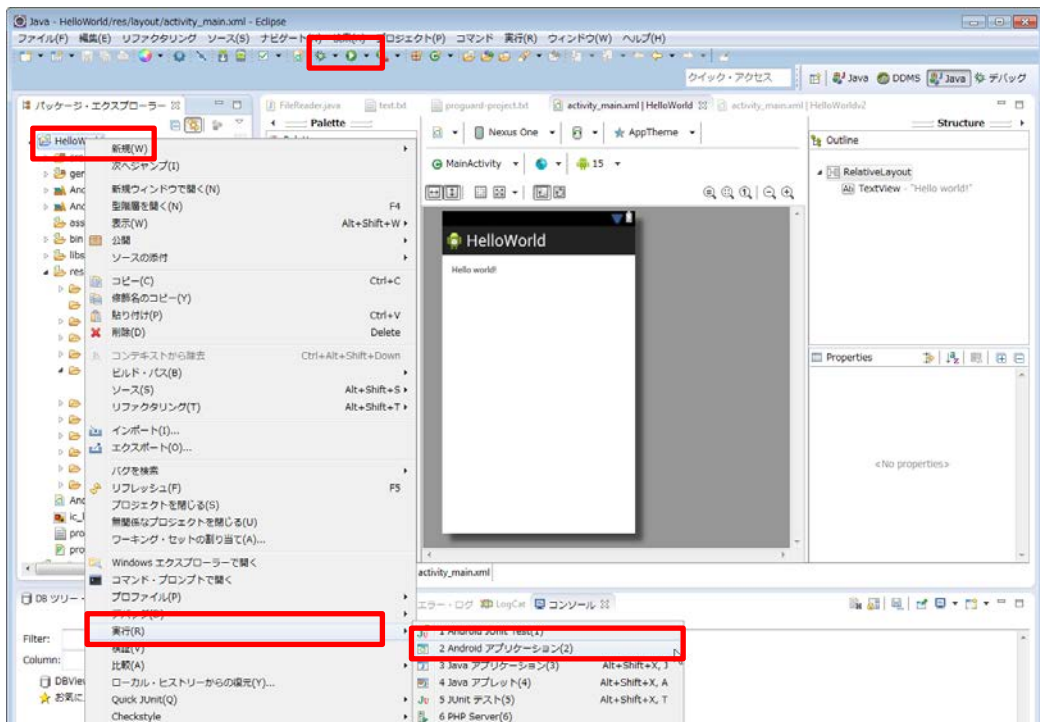 Java - HelloWorld/res/layout/activity_main.xml - Eclipse
ファイル(F) 編集(E) リファクタリング ソース(S) ナビゲート プロジェクト(P) コマンド 実行(R) ウィンドウ(W) ヘルプ(H)
クイック・アクセス Java DDMS Java デバッグ
パッケージ・エクスプローラー
FileReader.java test.txt proguard-project.txt activity_main.xml | HelloWorld activity_main.xml | HelloWorldv2
Palette
Nexus One AppTheme
MainActivity 15
Structure
Outline
RelativeLayout
TextView - "Hello world!"
HelloWorld
Hello world!
Properties
<No properties>
activity_main.xml
gen
And
And
ass
bin
libs
res
And
ic_l
pro
pro
新規(W)
次へジャンプ(I)
新規ウィンドウで開く(N)
型階層を開く(N) F4
表示(W) Alt+Shift+W
公開
ソースの添付
コピー(C) Ctrl+C
修飾名のコピー(Y)
貼り付け(P) Ctrl+V
削除(D) Delete
コンテキストから除去 Ctrl+Alt+Shift+Down
ビルド・パス(B)
ソース(S) Alt+Shift+S
リファクタリング(T) Alt+Shift+T
インポート(I)...
エクスポート(O)...
バグを検索
リフレッシュ(F) F5
プロジェクトを閉じる(S)
無関係なプロジェクトを閉じる(U)
ワーキング・セットの割り当て(A)...
Windows エクスプローラーで開く
コマンド・プロンプトで開く
プロファイル(P)
実行(R)
検証(V)
比較(A)
ローカル・ヒストリーからの復元(Y)...
Quick JUnit(Q)
Checkstyle
1 Android JUnit Test(1)
2 Android アプリケーション(2)
3 Java アプリケーション(3) Alt+Shift+X, J
4 Java アプレット(4) Alt+Shift+X, A
5 JUnit テスト(5) Alt+Shift+X, T
6 PHP Server(6)
DB ツリー
エラー・ログ LogCat コンソール
Filter:
Column:
DBView
お気に